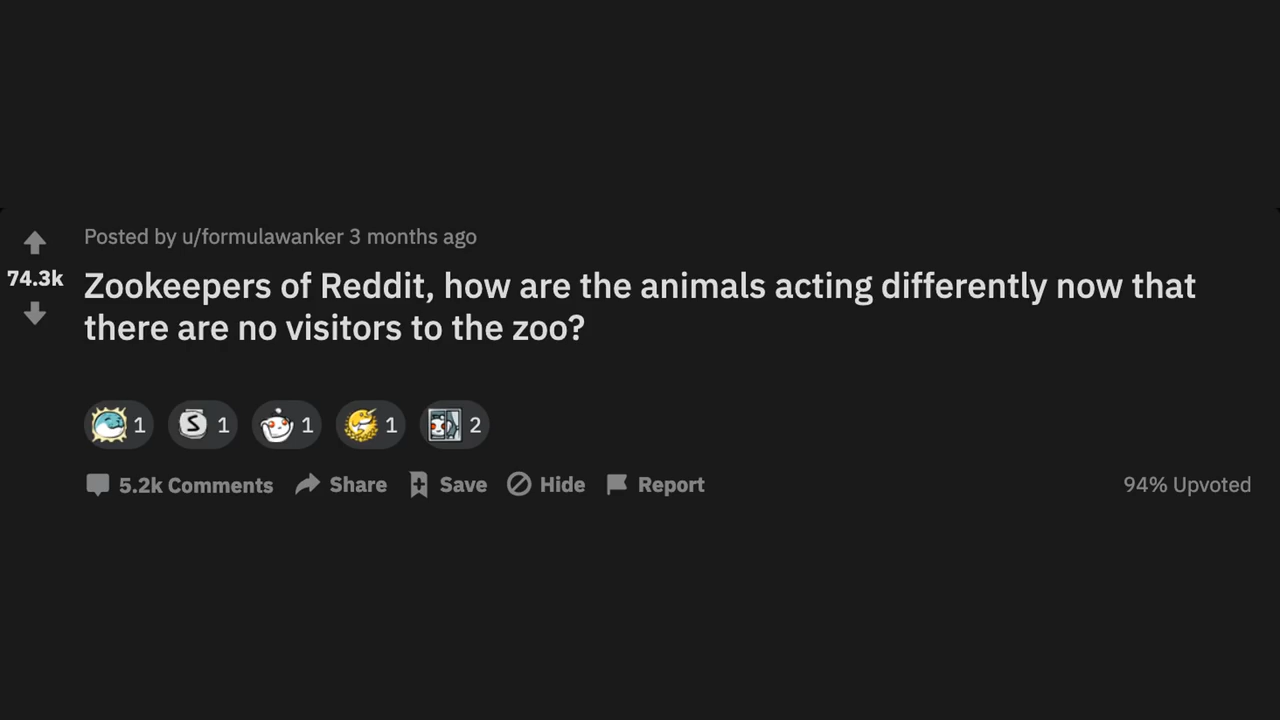 Posted by u/formulawanker 3 months ago
74.3k
Zookeepers of Reddit, how are the animals acting differently now that
there are no visitors to the zoo?
1 S 1 1 1 2
5.2k Comments Share Save Hide Report 94% Upvoted